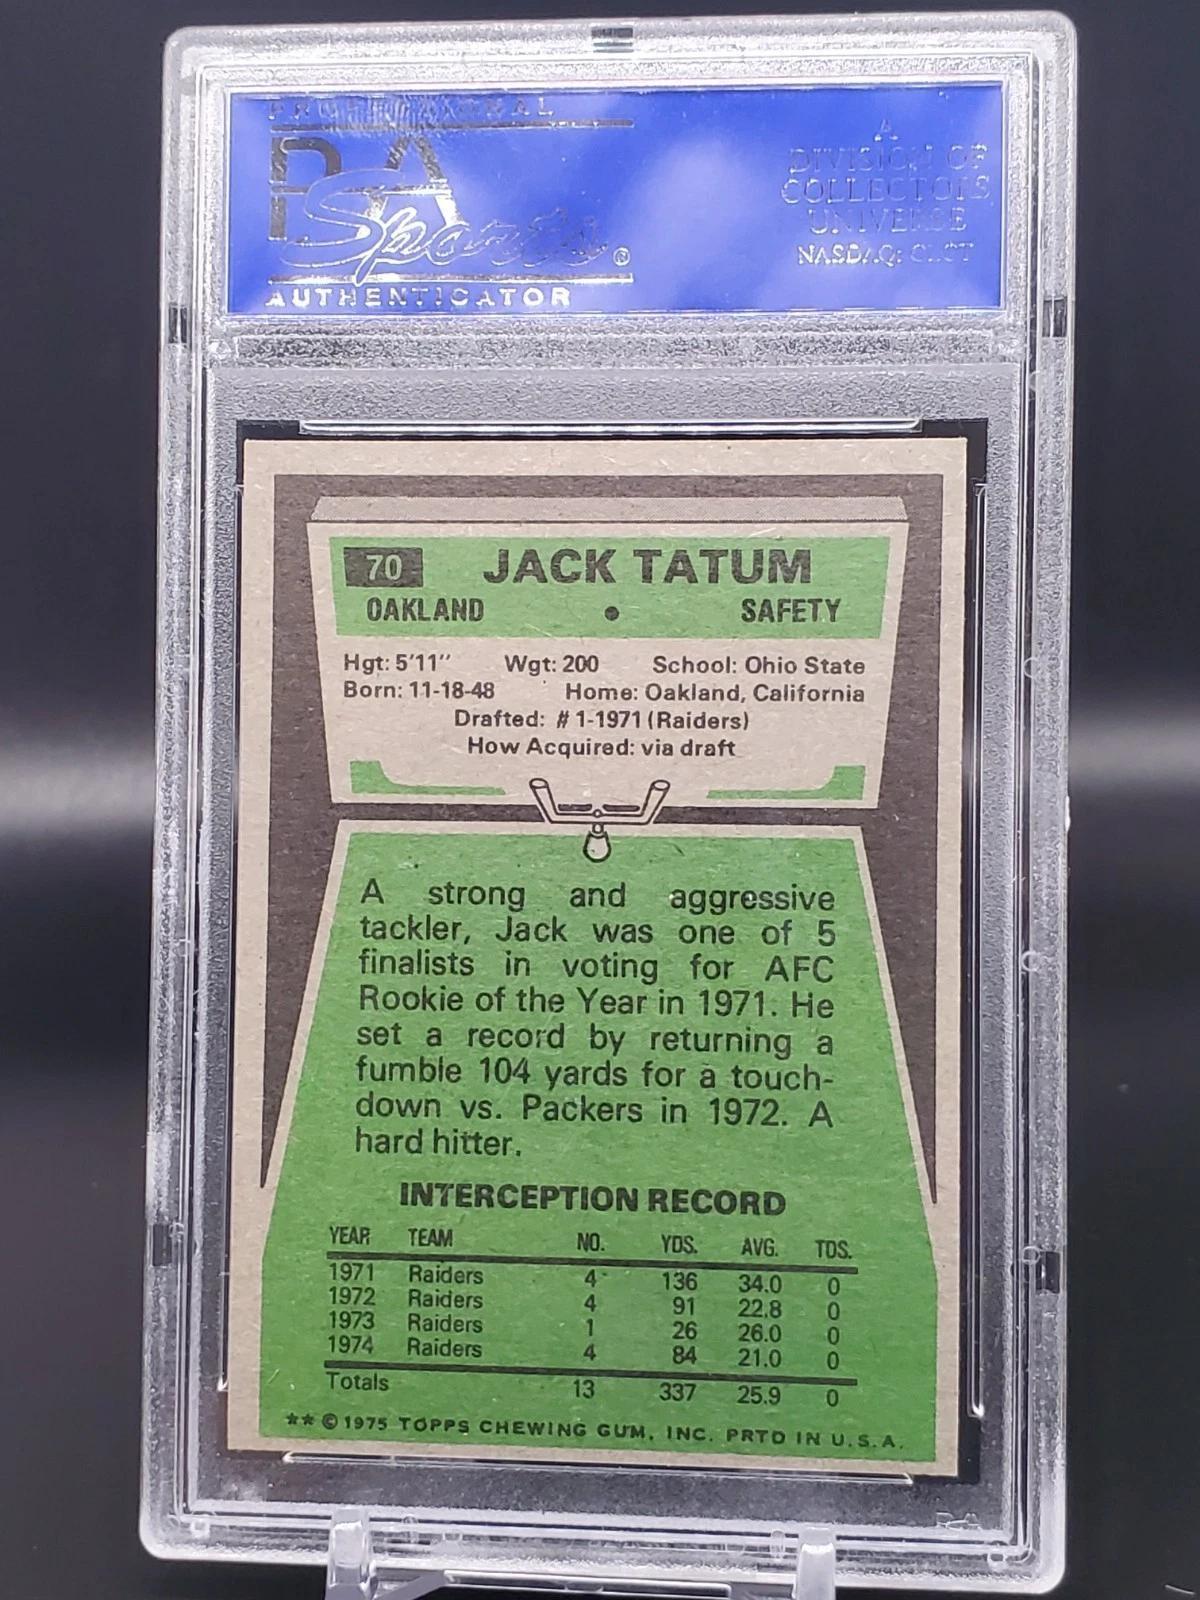 PROFESSIONAL
PSA
Sports®
AUTHENTICATOR
A
DIVISION OF
COLLECTORS
UNIVERSE
NASDAQ: CLCT
70 JACK TATUM
OAKLAND • SAFETY
Hgt: 5'11" Wgt: 200 School: Ohio State
Born: 11-18-48 Home: Oakland, California
Drafted: #1-1971 (Raiders)
How Acquired: via draft
A strong and aggressive
tackler, Jack was one of 5
finalists in voting for AFC
Rookie of the Year in 1971. He
set a record by returning a
fumble 104 yards for a touch-
down vs. Packers in 1972. A
hard hitter.
INTERCEPTION RECORD
YEAR TEAM NO. YDS. AVG. TDS.
1971 Raiders 4 136 34.0 0
1972 Raiders 4 91 22.8 0
1973 Raiders 1 26 26.0 0
1974 Raiders 4 84 21.0 0
Totals 13 337 25.9 0
** © 1975 TOPPS CHEWING GUM, INC. PRTD IN U.S.A.
PSA